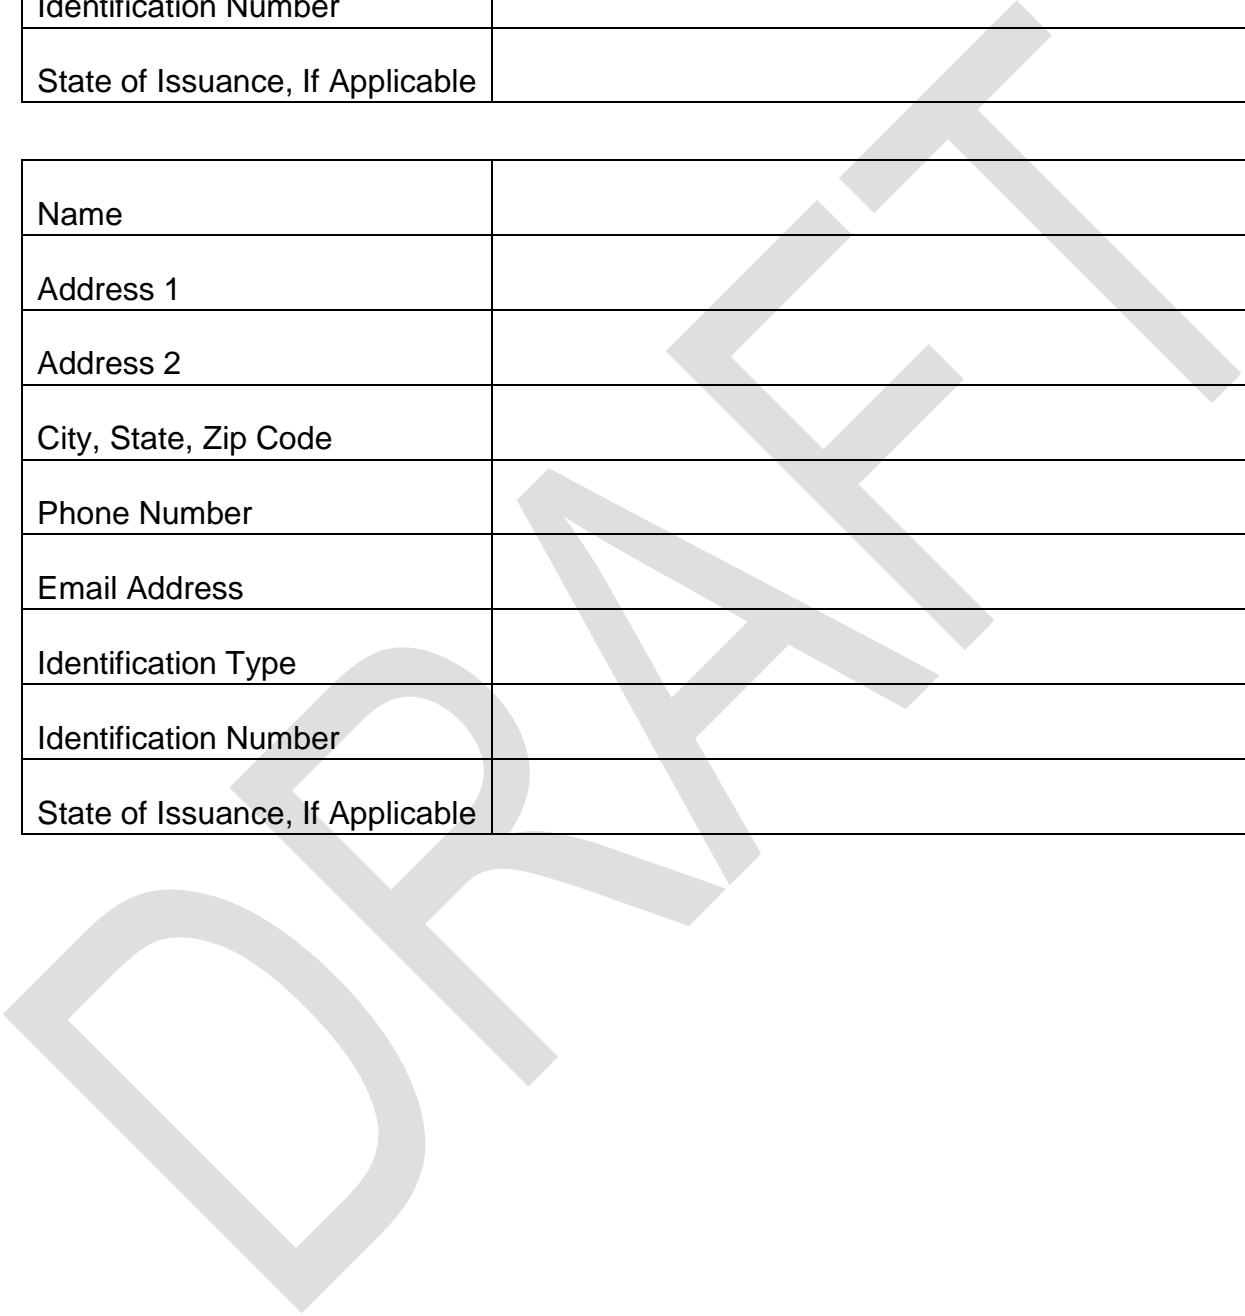 Identification Number
State of Issuance, If Applicable
Name
Address 1
Address 2
City, State, Zip Code
Phone Number
Email Address
Identification Type
Identification Number
State of Issuance, If Applicable
DRAFT